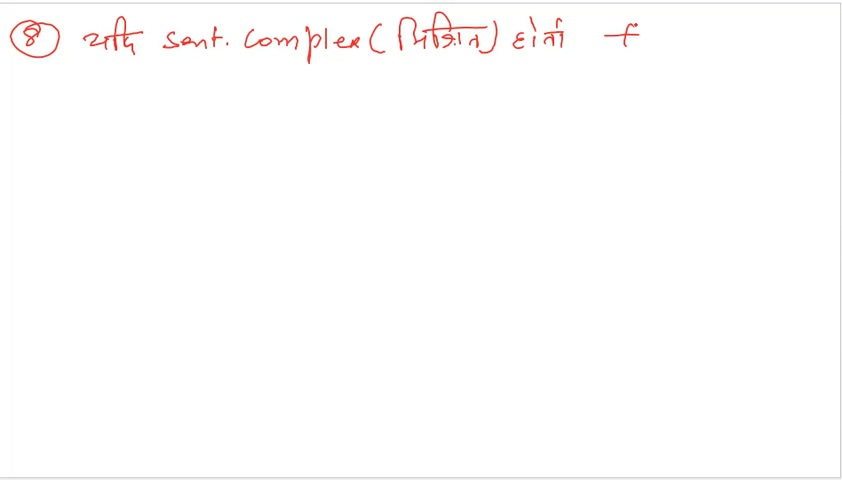 8 यदि sent. complex (मिश्रित) हो तो